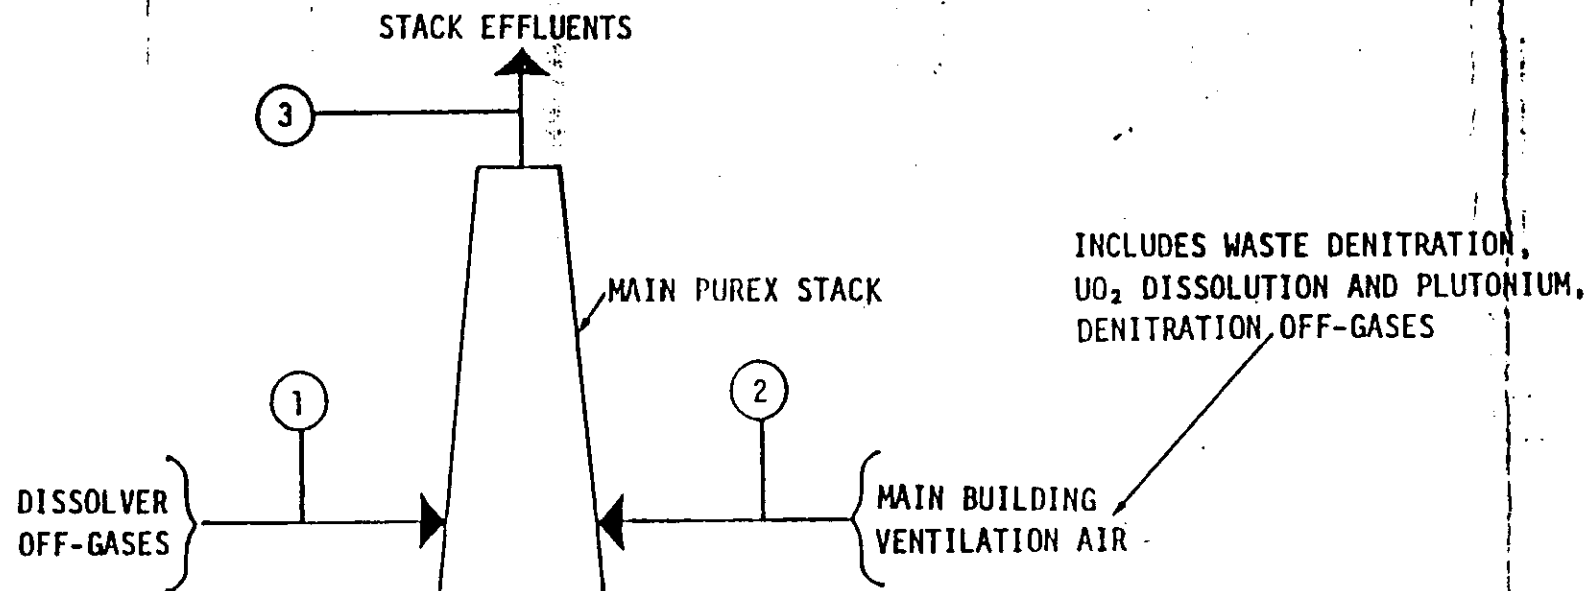 STACK EFFLUENTS
3
INCLUDES WASTE DENITRATION,
UO₂ DISSOLUTION AND PLUTONIUM,
DENITRATION OFF-GASES
MAIN PUREX STACK
1
2
DISSOLVER
OFF-GASES
MAIN BUILDING
VENTILATION AIR